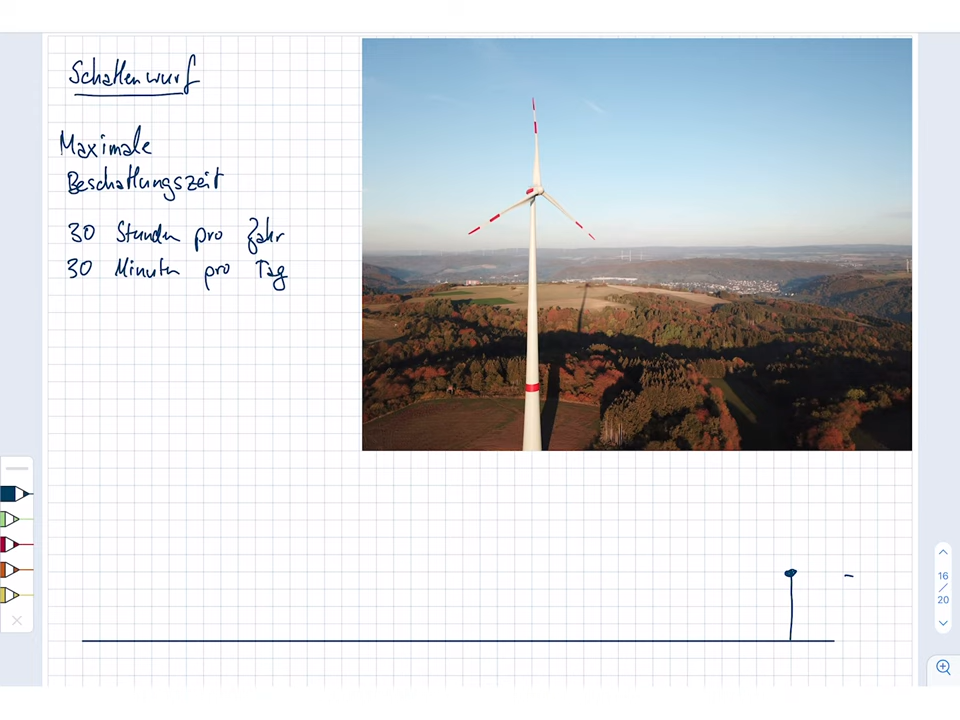 Schattenwurf
Maximale
Beschattungszeit
30 Stunden pro Jahr
30 Minuten pro Tag
16
/
20